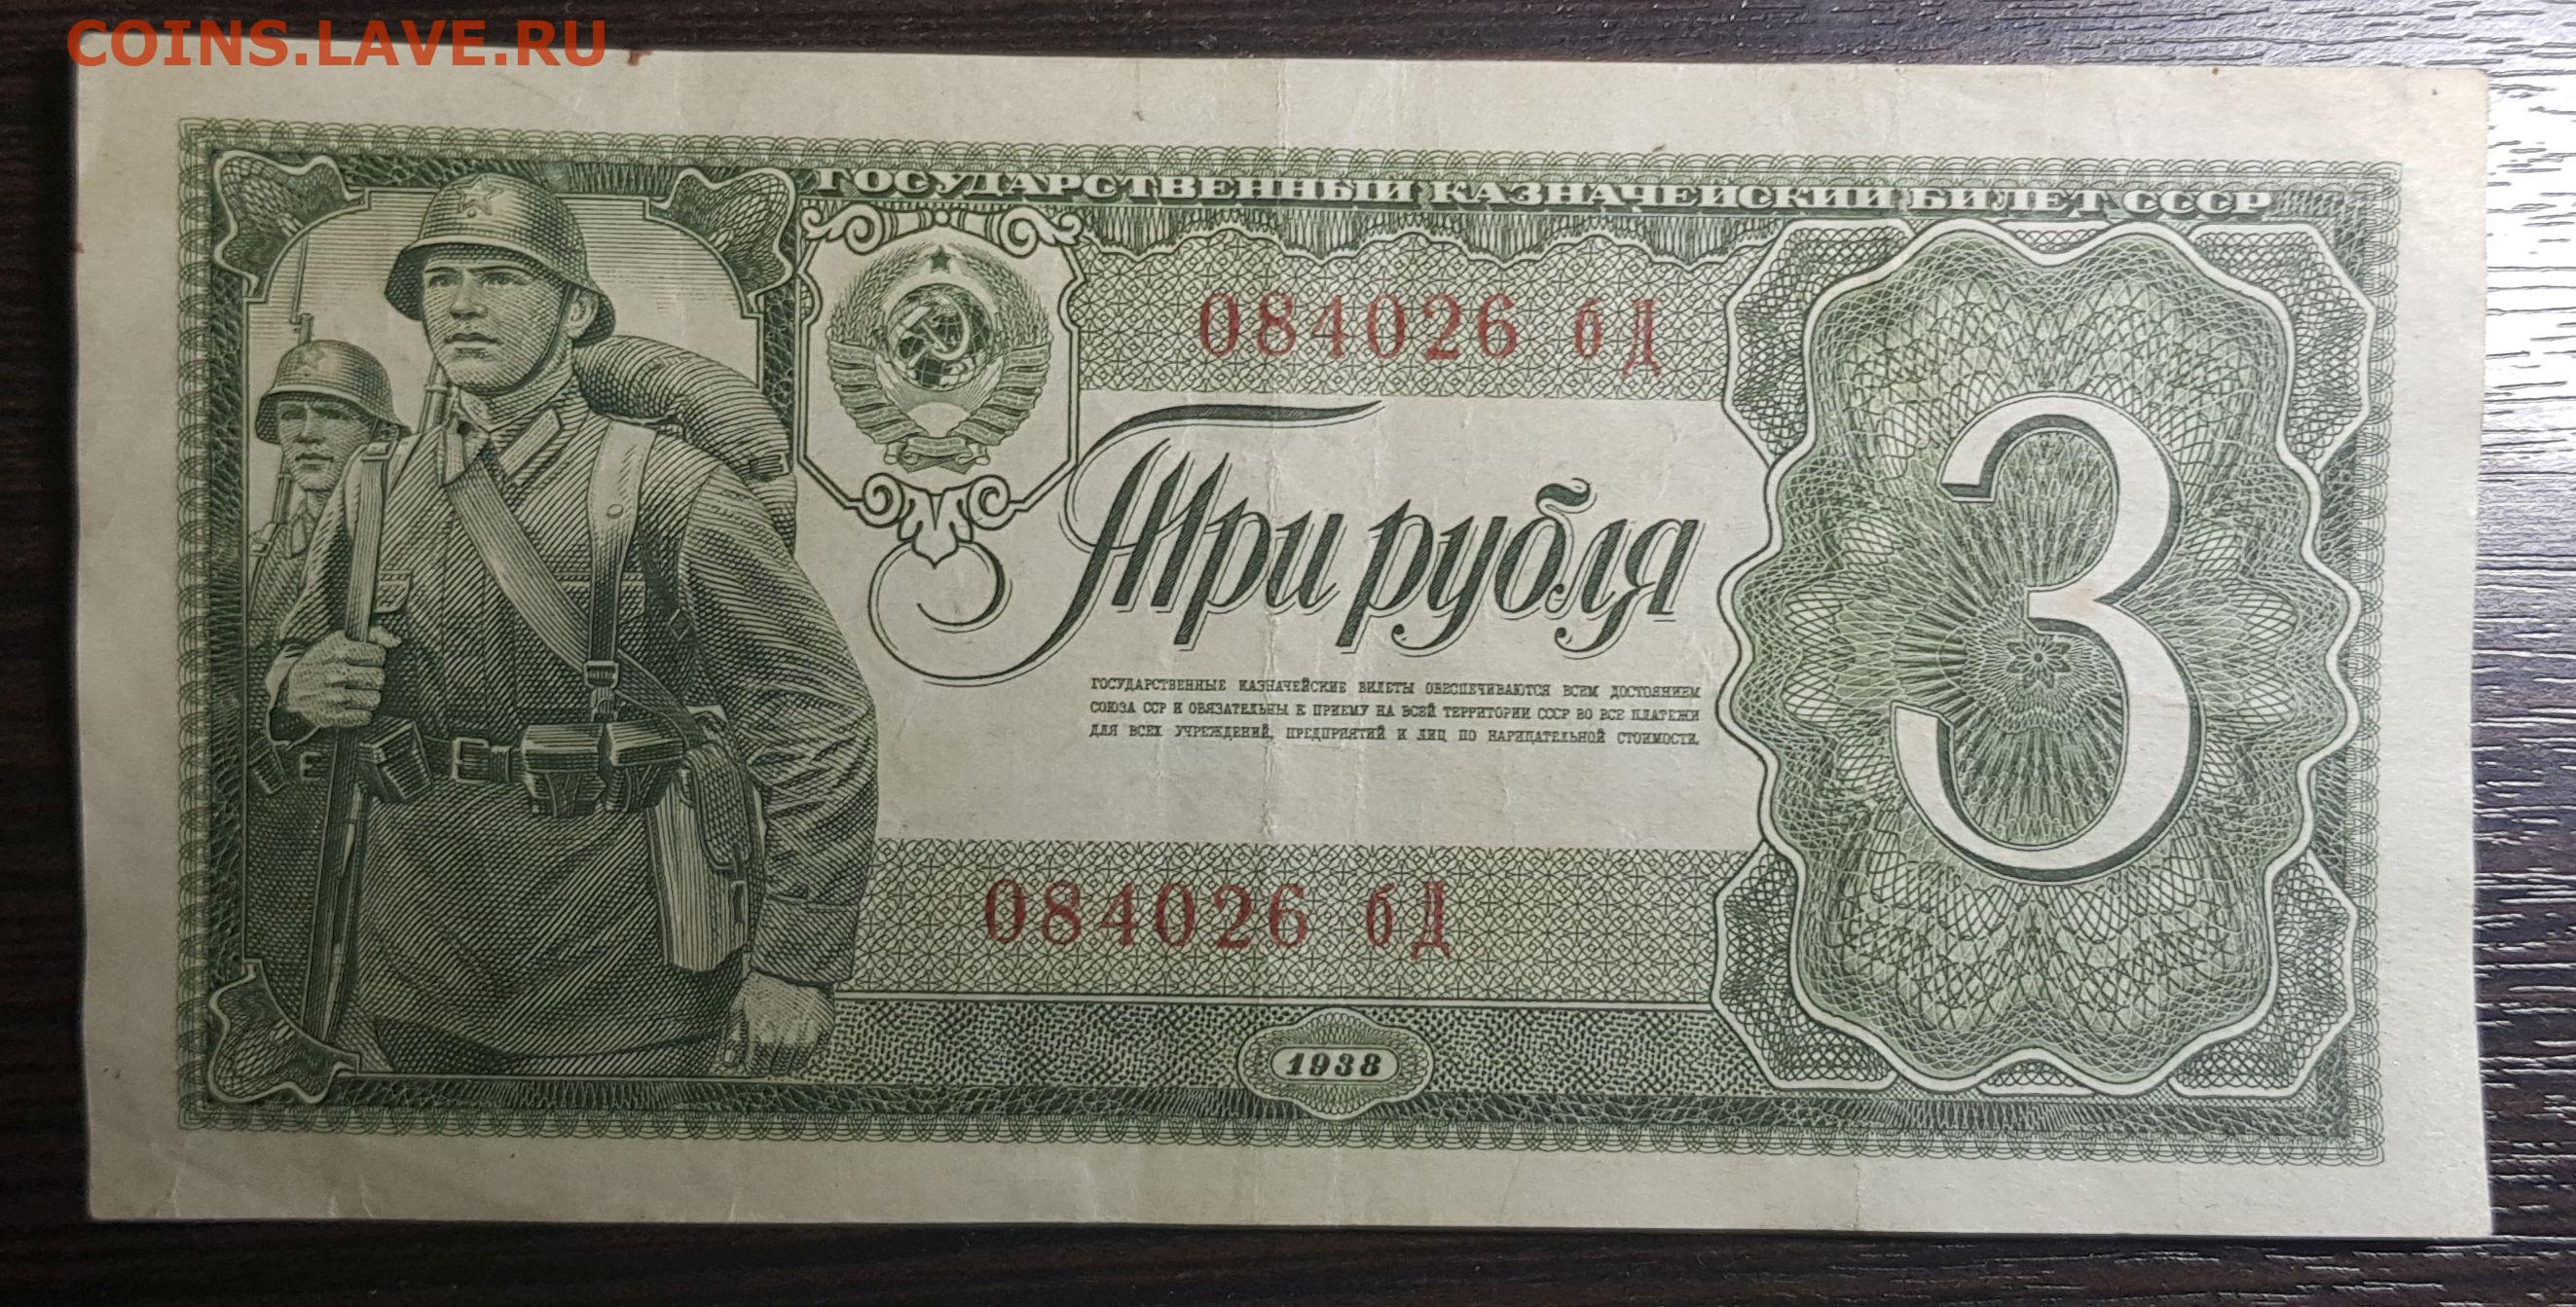 COINS.LAVE.RU
ГОСУДАРСТВЕННЫЙ КАЗНАЧЕЙСКИЙ БИЛЕТ СССР
084026 бД
Три рубля
3
ГОСУДАРСТВЕННЫЕ КАЗНАЧЕЙСКИЕ БИЛЕТЫ ОБЕСПЕЧИВАЮТСЯ ВСЕМ ДОСТОЯНИЕМ
СОЮЗА ССР И ОБЯЗАТЕЛЬНЫ К ПРИЕМУ НА ВСЕЙ ТЕРРИТОРИИ СССР ВО ВСЕ ПЛАТЕЖИ
ДЛЯ ВСЕХ УЧРЕЖДЕНИЙ, ПРЕДПРИЯТИЙ И ЛИЦ ПО НАРИЦАТЕЛЬНОЙ СТОИМОСТИ.
084026 бД
1938